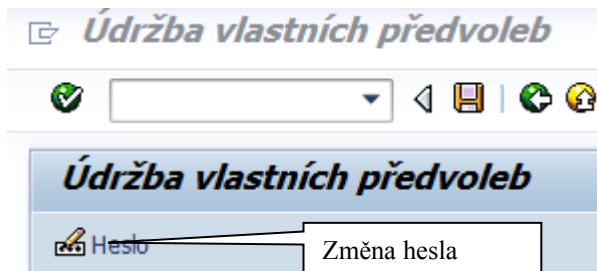 Údržba vlastních předvoleb
Údržba vlastních předvoleb
Heslo
Změna hesla